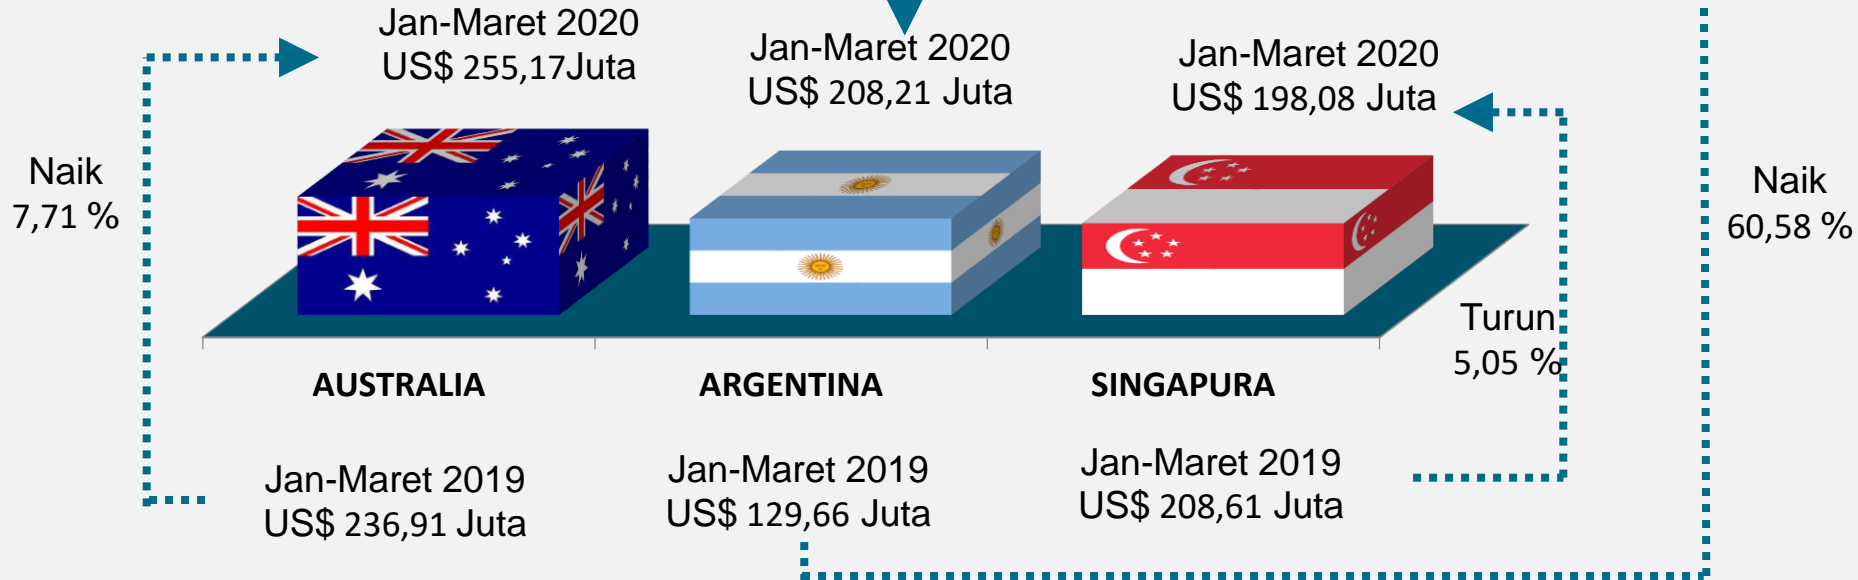 Jan-Maret 2020
US$ 255,17Juta
Jan-Maret 2020
US$ 208,21 Juta
Jan-Maret 2020
US$ 198,08 Juta
Naik
7,71 %
Naik
60,58 %
Turun
5,05 %
AUSTRALIA
ARGENTINA
SINGAPURA
Jan-Maret 2019
US$ 236,91 Juta
Jan-Maret 2019
US$ 129,66 Juta
Jan-Maret 2019
US$ 208,61 Juta